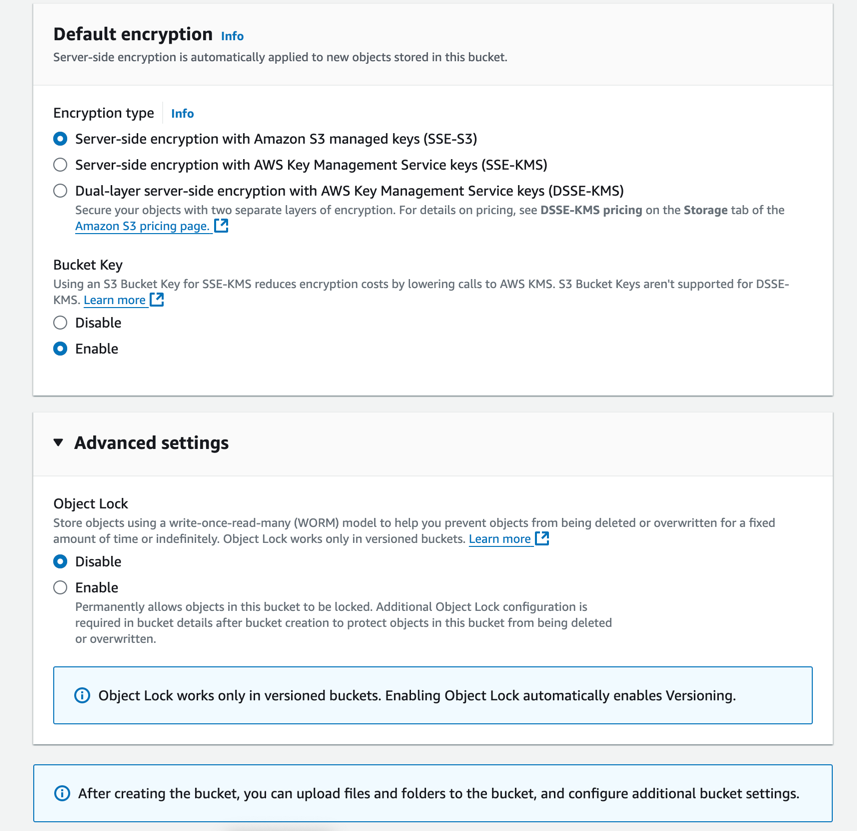 Default encryption Info
Server-side encryption is automatically applied to new objects stored in this bucket.
Encryption type Info
Server-side encryption with Amazon S3 managed keys (SSE-S3)
Server-side encryption with AWS Key Management Service keys (SSE-KMS)
Dual-layer server-side encryption with AWS Key Management Service keys (DSSE-KMS)
Secure your objects with two separate layers of encryption. For details on pricing, see DSSE-KMS pricing on the Storage tab of the
Amazon S3 pricing page.
Bucket Key
Using an S3 Bucket Key for SSE-KMS reduces encryption costs by lowering calls to AWS KMS. S3 Bucket Keys aren't supported for DSSE-
KMS. Learn more
Disable
Enable
Advanced settings
Object Lock
Store objects using a write-once-read-many (WORM) model to help you prevent objects from being deleted or overwritten for a fixed
amount of time or indefinitely. Object Lock works only in versioned buckets. Learn more
Disable
Enable
Permanently allows objects in this bucket to be locked. Additional Object Lock configuration is
required in bucket details after bucket creation to protect objects in this bucket from being deleted
or overwritten.
Object Lock works only in versioned buckets. Enabling Object Lock automatically enables Versioning.
After creating the bucket, you can upload files and folders to the bucket, and configure additional bucket settings.